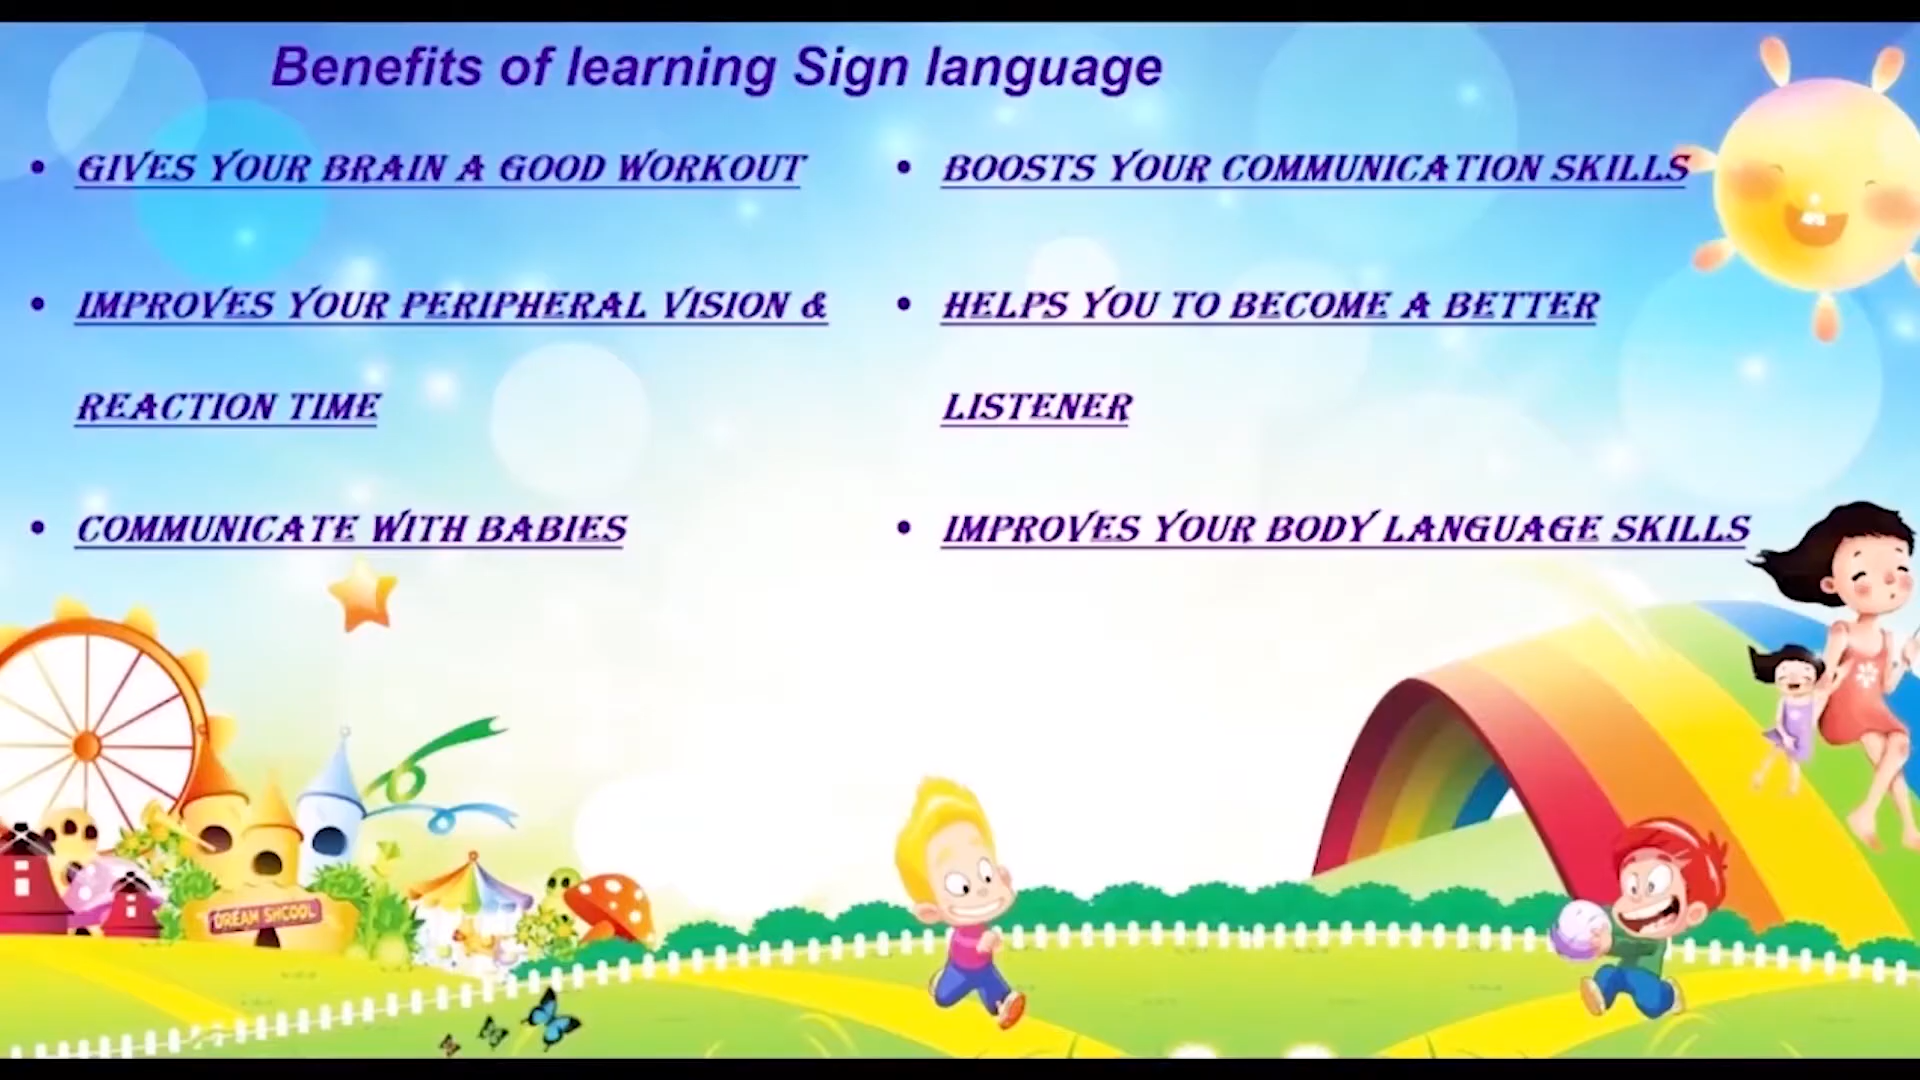 Benefits of learning Sign language
• GIVES YOUR BRAIN A GOOD WORKOUT
• IMPROVES YOUR PERIPHERAL VISION &
REACTION TIME
• COMMUNICATE WITH BABIES
• BOOSTS YOUR COMMUNICATION SKILLS
• HELPS YOU TO BECOME A BETTER
LISTENER
• IMPROVES YOUR BODY LANGUAGE SKILLS
DREAM SHCOOL